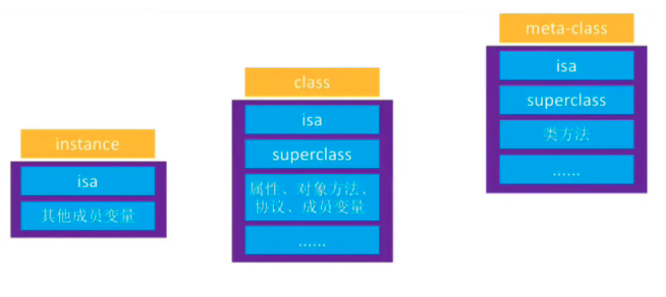 instance
isa
其他成员变量
class
isa
superclass
属性、对象方法、
协议、成员变量
......
meta-class
isa
superclass
类方法
......